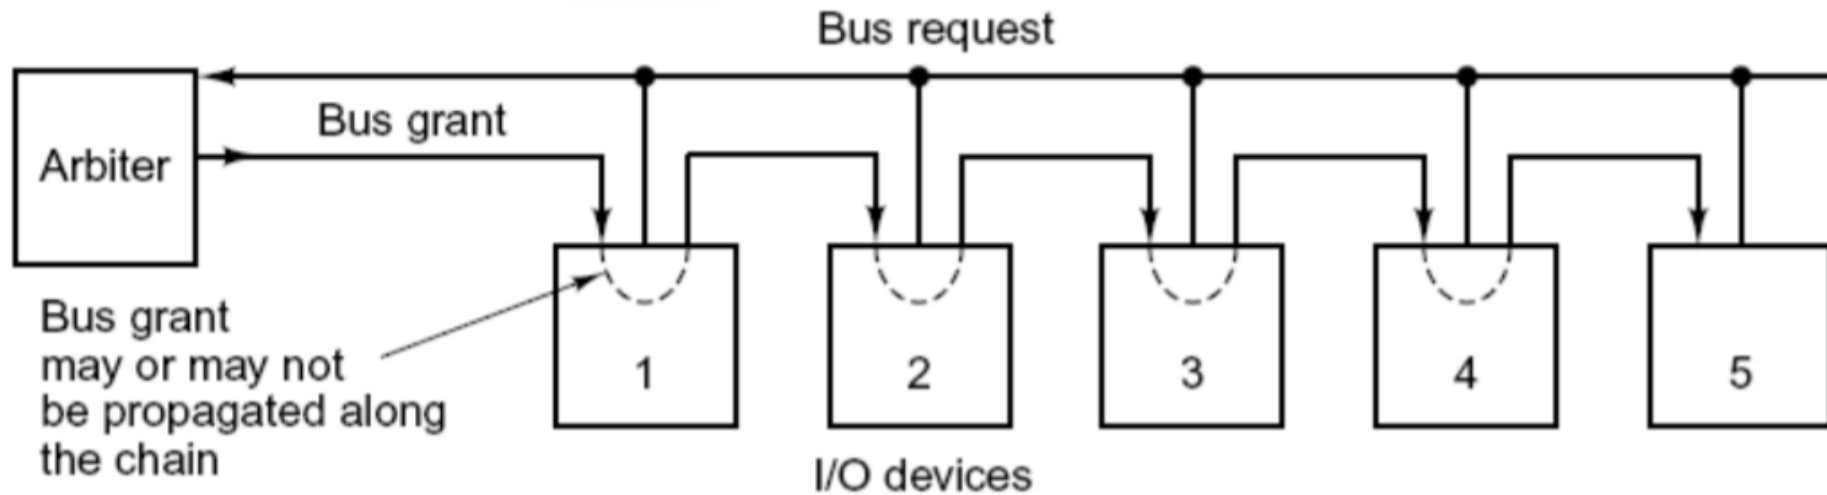 Bus request
Bus grant
Arbiter
Bus grant
may or may not
be propagated along
the chain
1
2
3
4
5
I/O devices